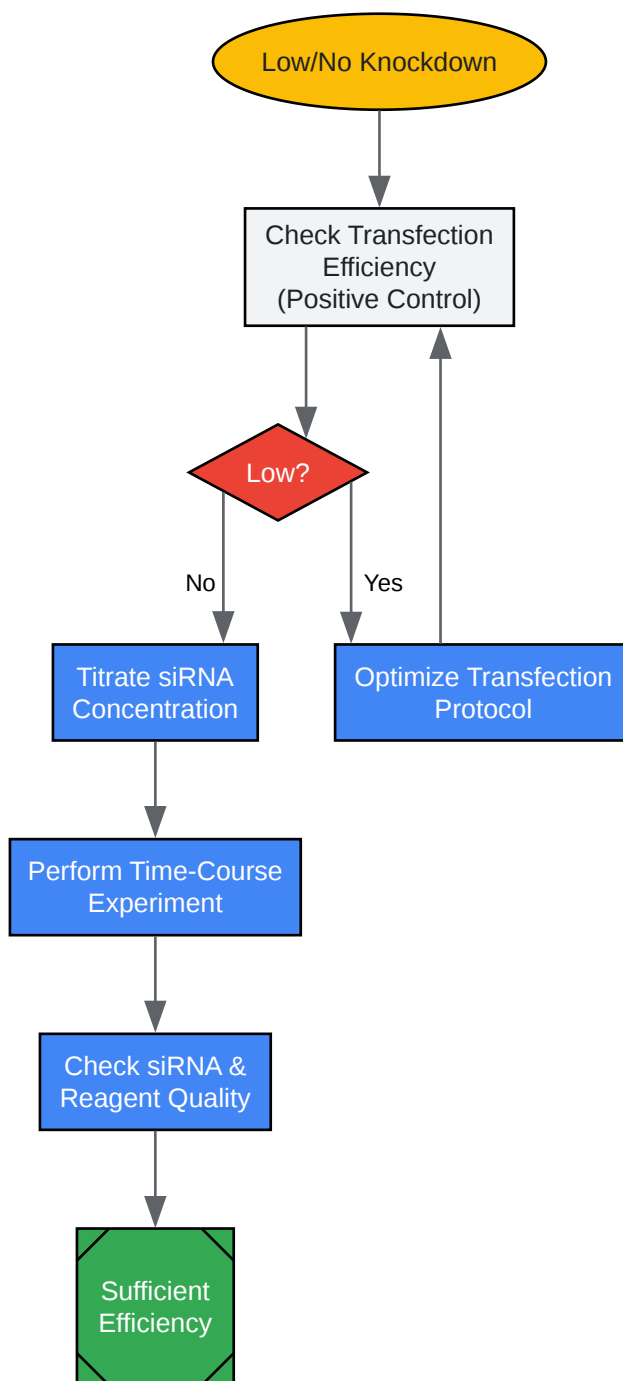 Low/No Knockdown
Check Transfection
Efficiency
(Positive Control)
Low?
No
Yes
Titrate siRNA
Concentration
Optimize Transfection
Protocol
Perform Time-Course
Experiment
Check siRNA &
Reagent Quality
Sufficient
Efficiency